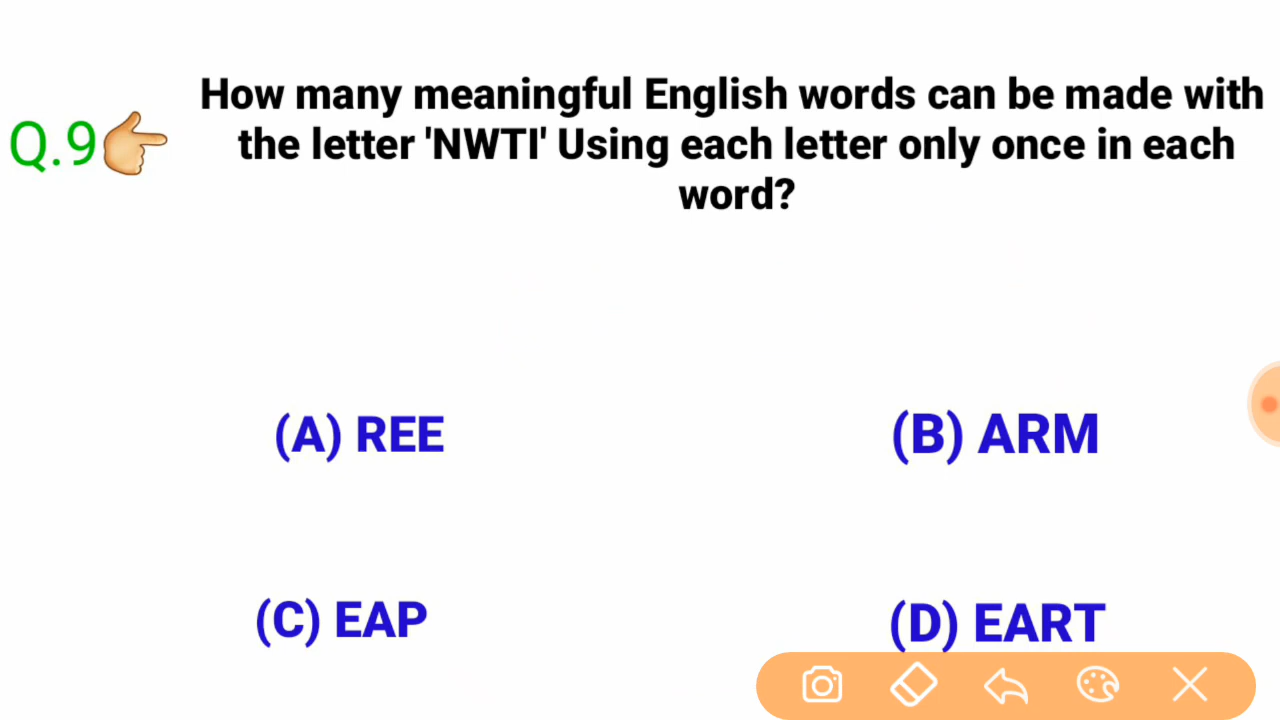 How many meaningful English words can be made with
Q.9 the letter 'NWTI' Using each letter only once in each
word?
(A) REE
(B) ARM
(C) EAP
(D) EART